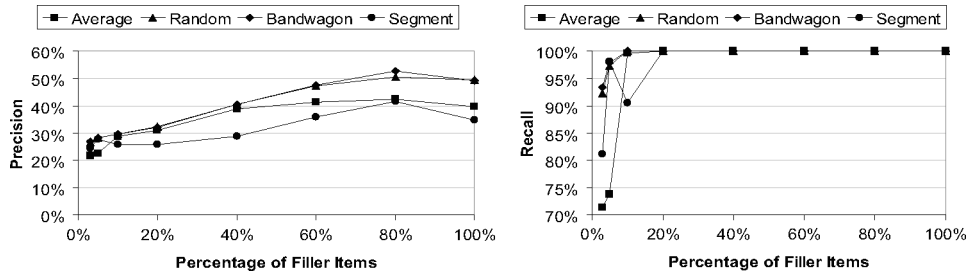 Average Random Bandwagon Segment
60%
50%
40%
30%
20%
10%
0%
Precision
0% 20% 40% 60% 80% 100%
Percentage of Filler Items
Average Random Bandwagon Segment
100%
95%
90%
85%
80%
75%
70%
Recall
0% 20% 40% 60% 80% 100%
Percentage of Filler Items